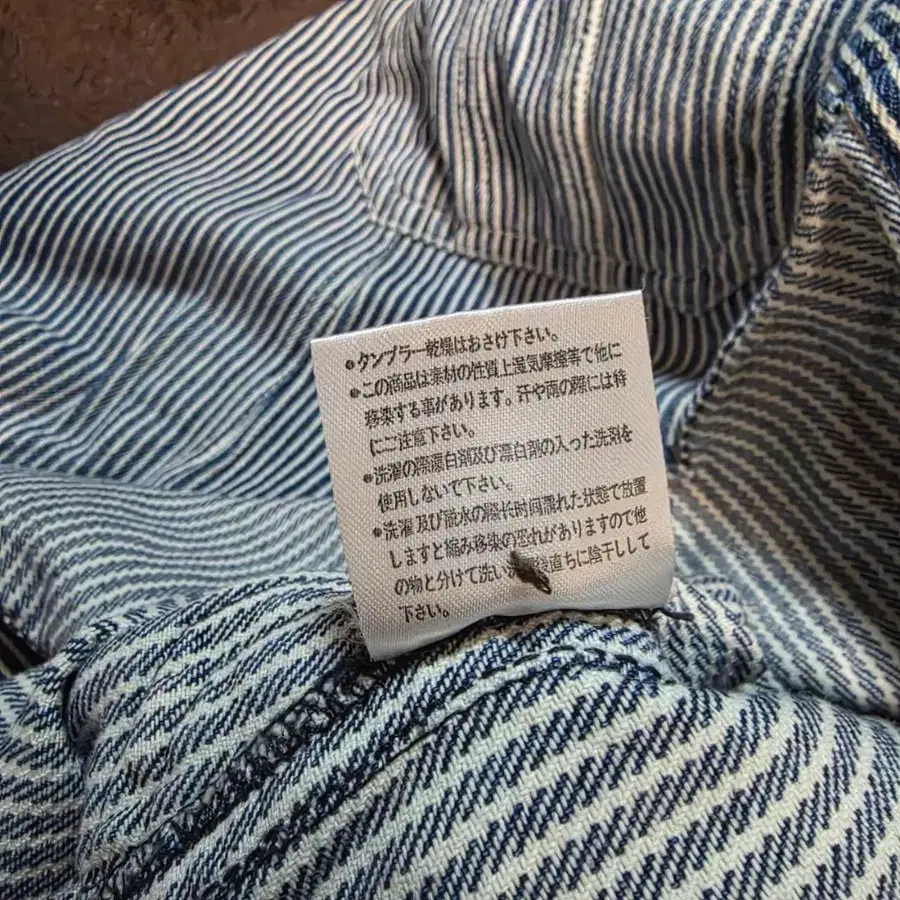 ●タンブラー乾燥はおさけ下さい。
●この商品は素材の性質上湿気摩擦等で他に
移染する事があります。汗や雨の際には特
にご注意下さい。
●洗濯の際漂白剤及び漂白剤の入った洗剤を
使用しないで下さい。
●洗濯及び脱水の際长时间濡れた状態で放置
しますと縮み移染の恐れがありますので他
の物と分けて洗い 後直ちに陰干しして
下さい。